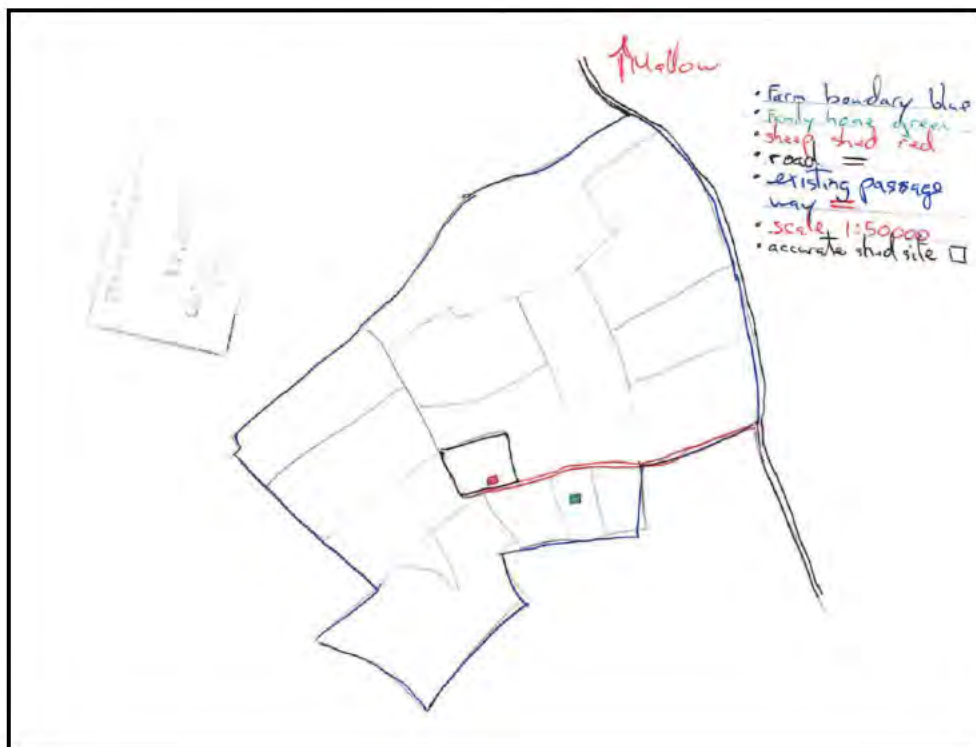 Mallow
• Farm boundary blue
• Family home green
• sheep shed red
• road =
• existing passage
way =
• scale 1:50000
• accurate shed site □